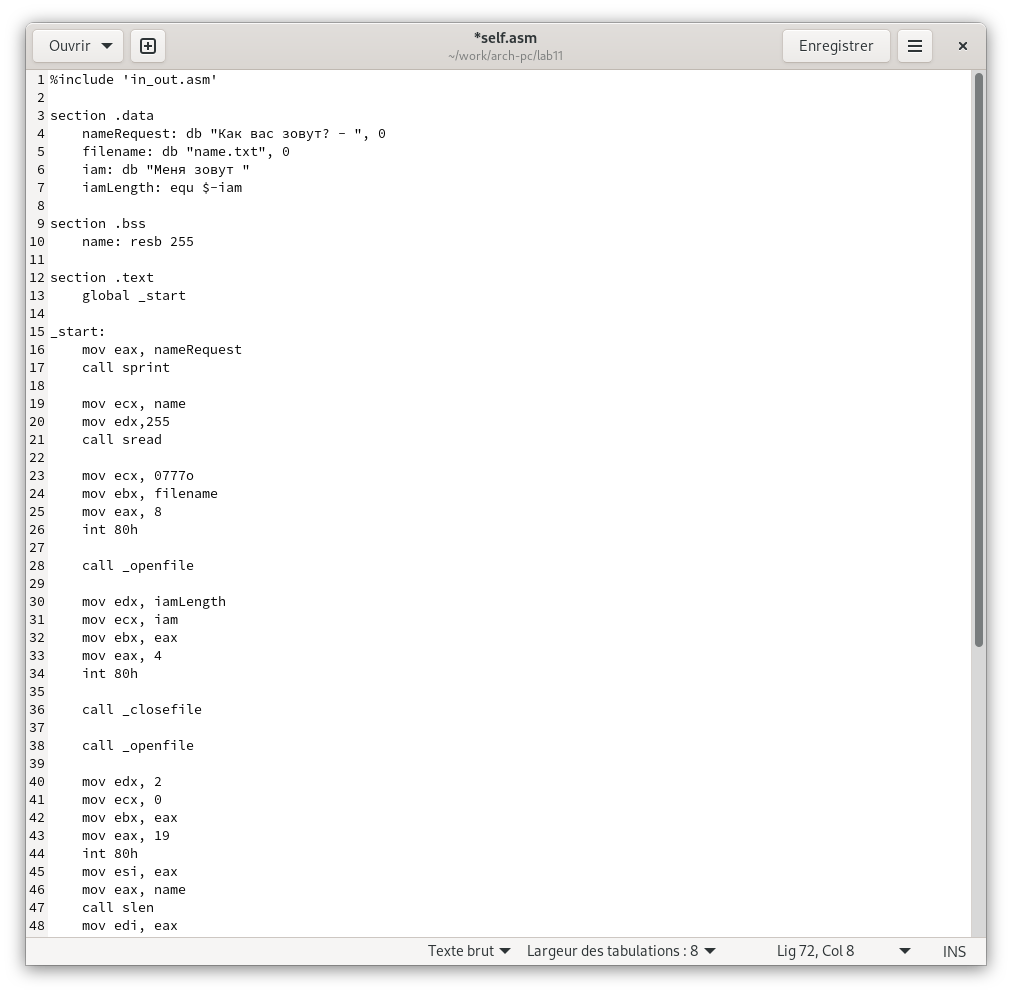 Ouvrir
*self.asm
~/work/arch-pc/lab11
Enregistrer
1 %include 'in_out.asm'
2
3 section .data
4     nameRequest: db "Как вас зовут? - ", 0
5     filename: db "name.txt", 0
6     iam: db "Меня зовут "
7     iamLength: equ $-iam
8
9 section .bss
10     name: resb 255
11
12 section .text
13     global _start
14
15 _start:
16     mov eax, nameRequest
17     call sprint
18
19     mov ecx, name
20     mov edx,255
21     call sread
22
23     mov ecx, 0777o
24     mov ebx, filename
25     mov eax, 8
26     int 80h
27
28     call _openfile
29
30     mov edx, iamLength
31     mov ecx, iam
32     mov ebx, eax
33     mov eax, 4
34     int 80h
35
36     call _closefile
37
38     call _openfile
39
40     mov edx, 2
41     mov ecx, 0
42     mov ebx, eax
43     mov eax, 19
44     int 80h
45     mov esi, eax
46     mov eax, name
47     call slen
48     mov edi, eax
Texte brut Largeur des tabulations : 8 Lig 72, Col 8 INS